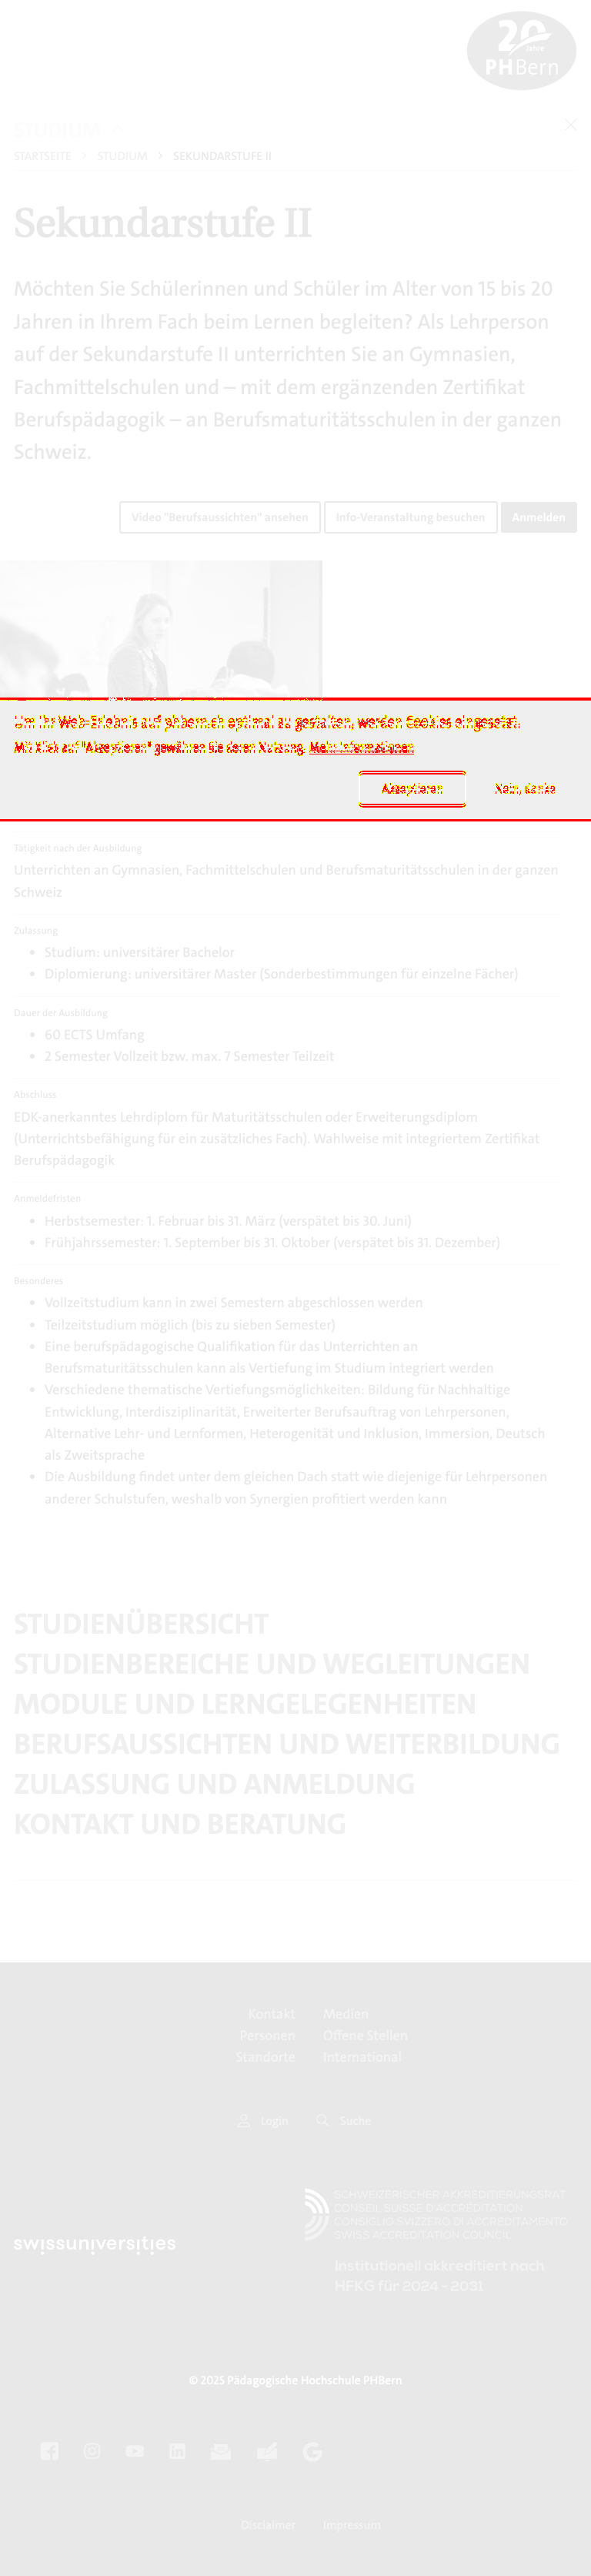 20
Jahre
PHBern
STUDIUM
STARTSEITE > STUDIUM > SEKUNDARSTUFE II
Sekundarstufe II
Möchten Sie Schülerinnen und Schüler im Alter von 15 bis 20
Jahren in Ihrem Fach beim Lernen begleiten? Als Lehrperson
auf der Sekundarstufe II unterrichten Sie an Gymnasien,
Fachmittelschulen und – mit dem ergänzenden Zertifikat
Berufspädagogik – an Berufsmaturitätsschulen in der ganzen
Schweiz.
Video "Berufsaussichten" ansehen
Info-Veranstaltung besuchen
Anmelden
Um Ihr Web-Erlebnis auf phbern.ch optimal zu gestalten, werden Cookies eingesetzt.
Mit Klick auf "Akzeptieren" gewähren Sie deren Nutzung. Mehr Informationen
Akzeptieren
Nein, danke
Tätigkeit nach der Ausbildung
Unterrichten an Gymnasien, Fachmittelschulen und Berufsmaturitätsschulen in der ganzen
Schweiz
Zulassung
• Studium: universitärer Bachelor
• Diplomierung: universitärer Master (Sonderbestimmungen für einzelne Fächer)
Dauer der Ausbildung
• 60 ECTS Umfang
• 2 Semester Vollzeit bzw. max. 7 Semester Teilzeit
Abschluss
EDK-anerkanntes Lehrdiplom für Maturitätsschulen oder Erweiterungsdiplom
(Unterrichtsbefähigung für ein zusätzliches Fach). Wahlweise mit integriertem Zertifikat
Berufspädagogik
Anmeldefristen
• Herbstsemester: 1. Februar bis 31. März (verspätet bis 30. Juni)
• Frühjahrssemester: 1. September bis 31. Oktober (verspätet bis 31. Dezember)
Besonderes
• Vollzeitstudium kann in zwei Semestern abgeschlossen werden
• Teilzeitstudium möglich (bis zu sieben Semester)
• Eine berufspädagogische Qualifikation für das Unterrichten an
Berufsmaturitätsschulen kann als Vertiefung im Studium integriert werden
• Verschiedene thematische Vertiefungsmöglichkeiten: Bildung für Nachhaltige
Entwicklung, Interdisziplinarität, Erweiterter Berufsauftrag von Lehrpersonen,
Alternative Lehr- und Lernformen, Heterogenität und Inklusion, Immersion, Deutsch
als Zweitsprache
• Die Ausbildung findet unter dem gleichen Dach statt wie diejenige für Lehrpersonen
anderer Schulstufen, weshalb von Synergien profitiert werden kann
STUDIENÜBERSICHT
STUDIENBEREICHE UND WEGLEITUNGEN
MODULE UND LERNGELEGENHEITEN
BERUFSAUSSICHTEN UND WEITERBILDUNG
ZULASSUNG UND ANMELDUNG
KONTAKT UND BERATUNG
Kontakt
Personen
Standorte
Medien
Offene Stellen
International
Login
Suche
swissuniversities
SCHWEIZERISCHER AKKREDITIERUNGSRAT
CONSEIL SUISSE D'ACCRÉDITATION
CONSIGLIO SVIZZERO DI ACCREDITAMENTO
SWISS ACCREDITATION COUNCIL
Institutionell akkreditiert nach
HFKG für 2024 - 2031
© 2025 Pädagogische Hochschule PHBern
Disclaimer
Impressum